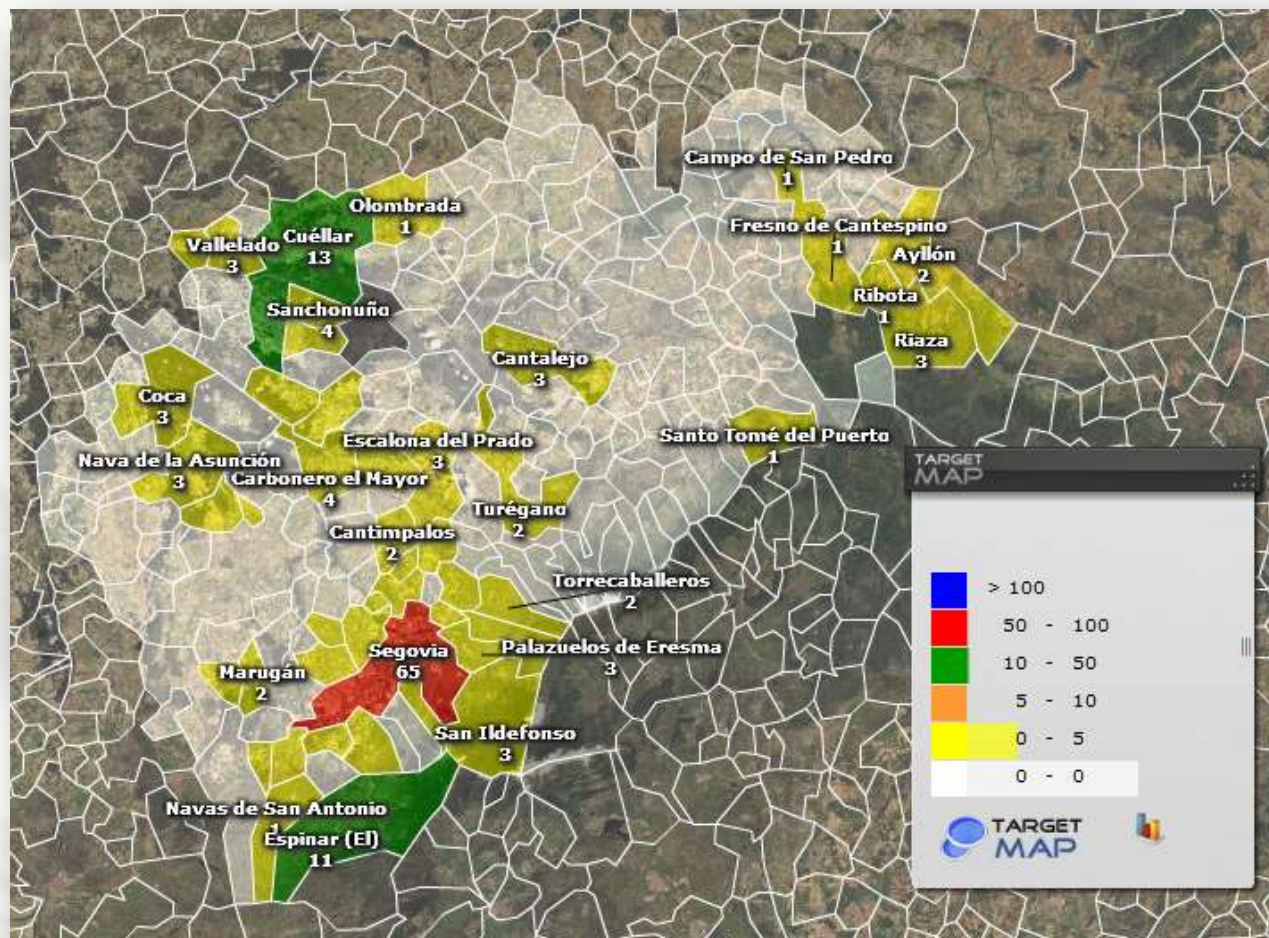 Campo de San Pedro
1
Olombrada
1
Fresno de Cantespino
1
Vallelado
3
Cuéllar
13
Ayllón
2
Ribota
1
Sanchonuño
4
Riaza
3
Cantalejo
3
Coca
3
Santo Tomé del Puerto
1
Escalona del Prado
3
Nava de la Asunción
3
Carbonero el Mayor
4
Turégano
2
Cantimpalos
2
Torrecaballeros
2
Segovia
65
Palazuelos de Eresma
3
Marugán
2
San Ildefonso
3
Navas de San Antonio
1
Espinar (El)
11
TARGET
MAP
> 100
50 - 100
10 - 50
5 - 10
0 - 5
0 - 0
TARGET
MAP